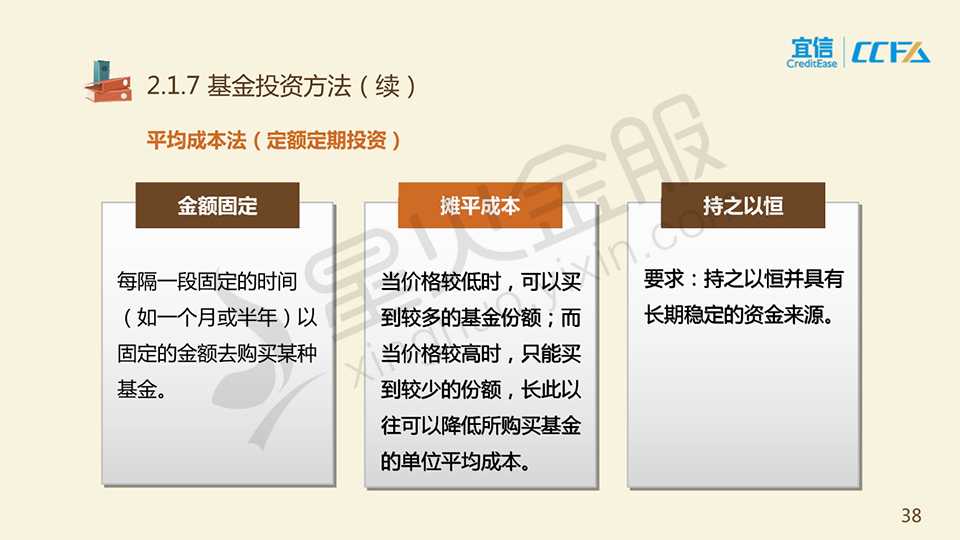 宜信
CreditEase
CCFA
2.1.7 基金投资方法（续）
平均成本法（定额定期投资）
金额固定
每隔一段固定的时间
（如一个月或半年）以
固定的金额去购买某种
基金。
摊平成本
当价格较低时，可以买
到较多的基金份额；而
当价格较高时，只能买
到较少的份额，长此以
往可以降低所购买基金
的单位平均成本。
持之以恒
要求：持之以恒并具有
长期稳定的资金来源。
星火金服
xinghuo.yixin.com
38